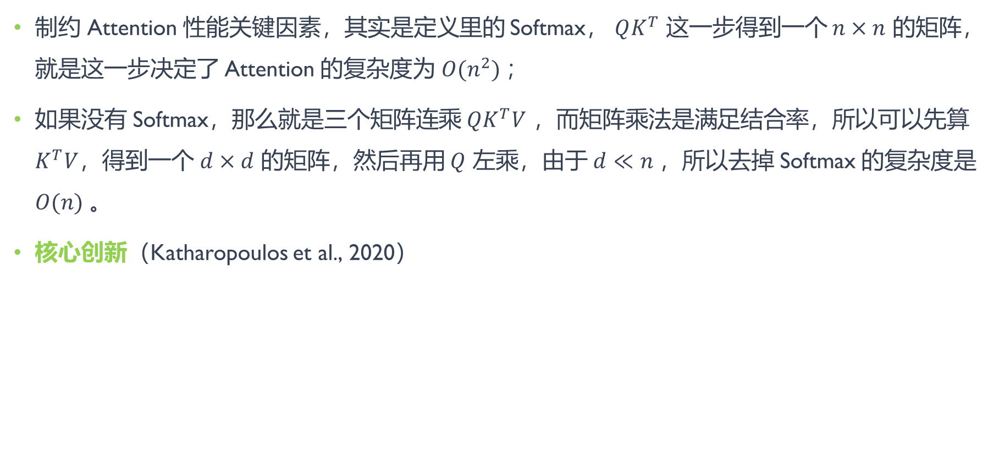 • 制约 Attention 性能关键因素，其实是定义里的 Softmax， $QK^T$ 这一步得到一个 $n \times n$ 的矩阵，
就是这一步决定了 Attention 的复杂度为 $O(n^2)$；
• 如果没有 Softmax，那么就是三个矩阵连乘 $QK^TV$ ，而矩阵乘法是满足结合率，所以可以先算
$K^TV$，得到一个 $d \times d$ 的矩阵，然后再用 $Q$ 左乘，由于 $d \ll n$ ，所以去掉 Softmax 的复杂度是
$O(n)$ 。
• 核心创新（Katharopoulos et al., 2020）